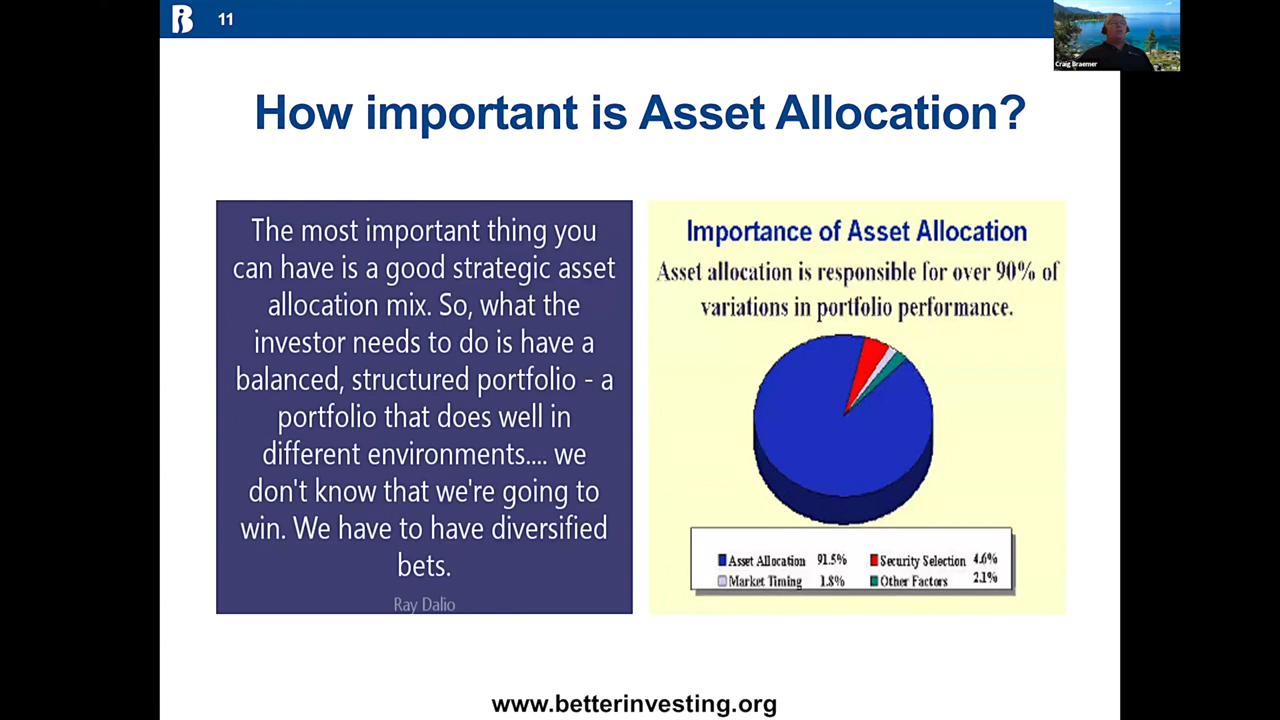 11
Craig Braemer
How important is Asset Allocation?
The most important thing you
can have is a good strategic asset
allocation mix. So, what the
investor needs to do is have a
balanced, structured portfolio - a
portfolio that does well in
different environments.... we
don't know that we're going to
win. We have to have diversified
bets.
Ray Dalio
Importance of Asset Allocation
Asset allocation is responsible for over 90% of
variations in portfolio performance.
Asset Allocation 91.5% Security Selection 4.6%
Market Timing 1.8% Other Factors 2.1%
www.betterinvesting.org